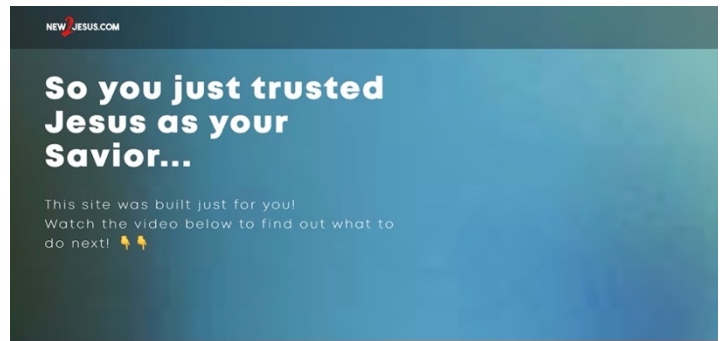 NEW2JESUS.COM
So you just trusted
Jesus as your
Savior...
This site was built just for you!
Watch the video below to find out what to
do next! 👇👇